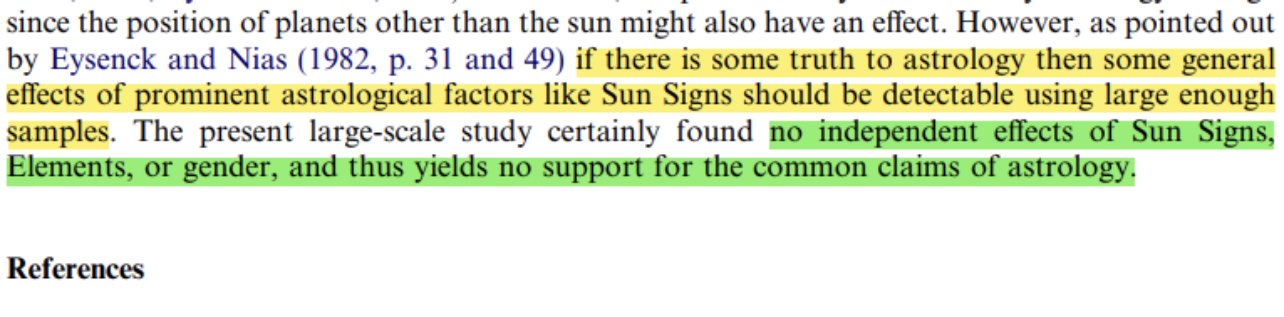 since the position of planets other than the sun might also have an effect. However, as pointed out
by Eysenck and Nias (1982, p. 31 and 49) if there is some truth to astrology then some general
effects of prominent astrological factors like Sun Signs should be detectable using large enough
samples. The present large-scale study certainly found no independent effects of Sun Signs,
Elements, or gender, and thus yields no support for the common claims of astrology.
References